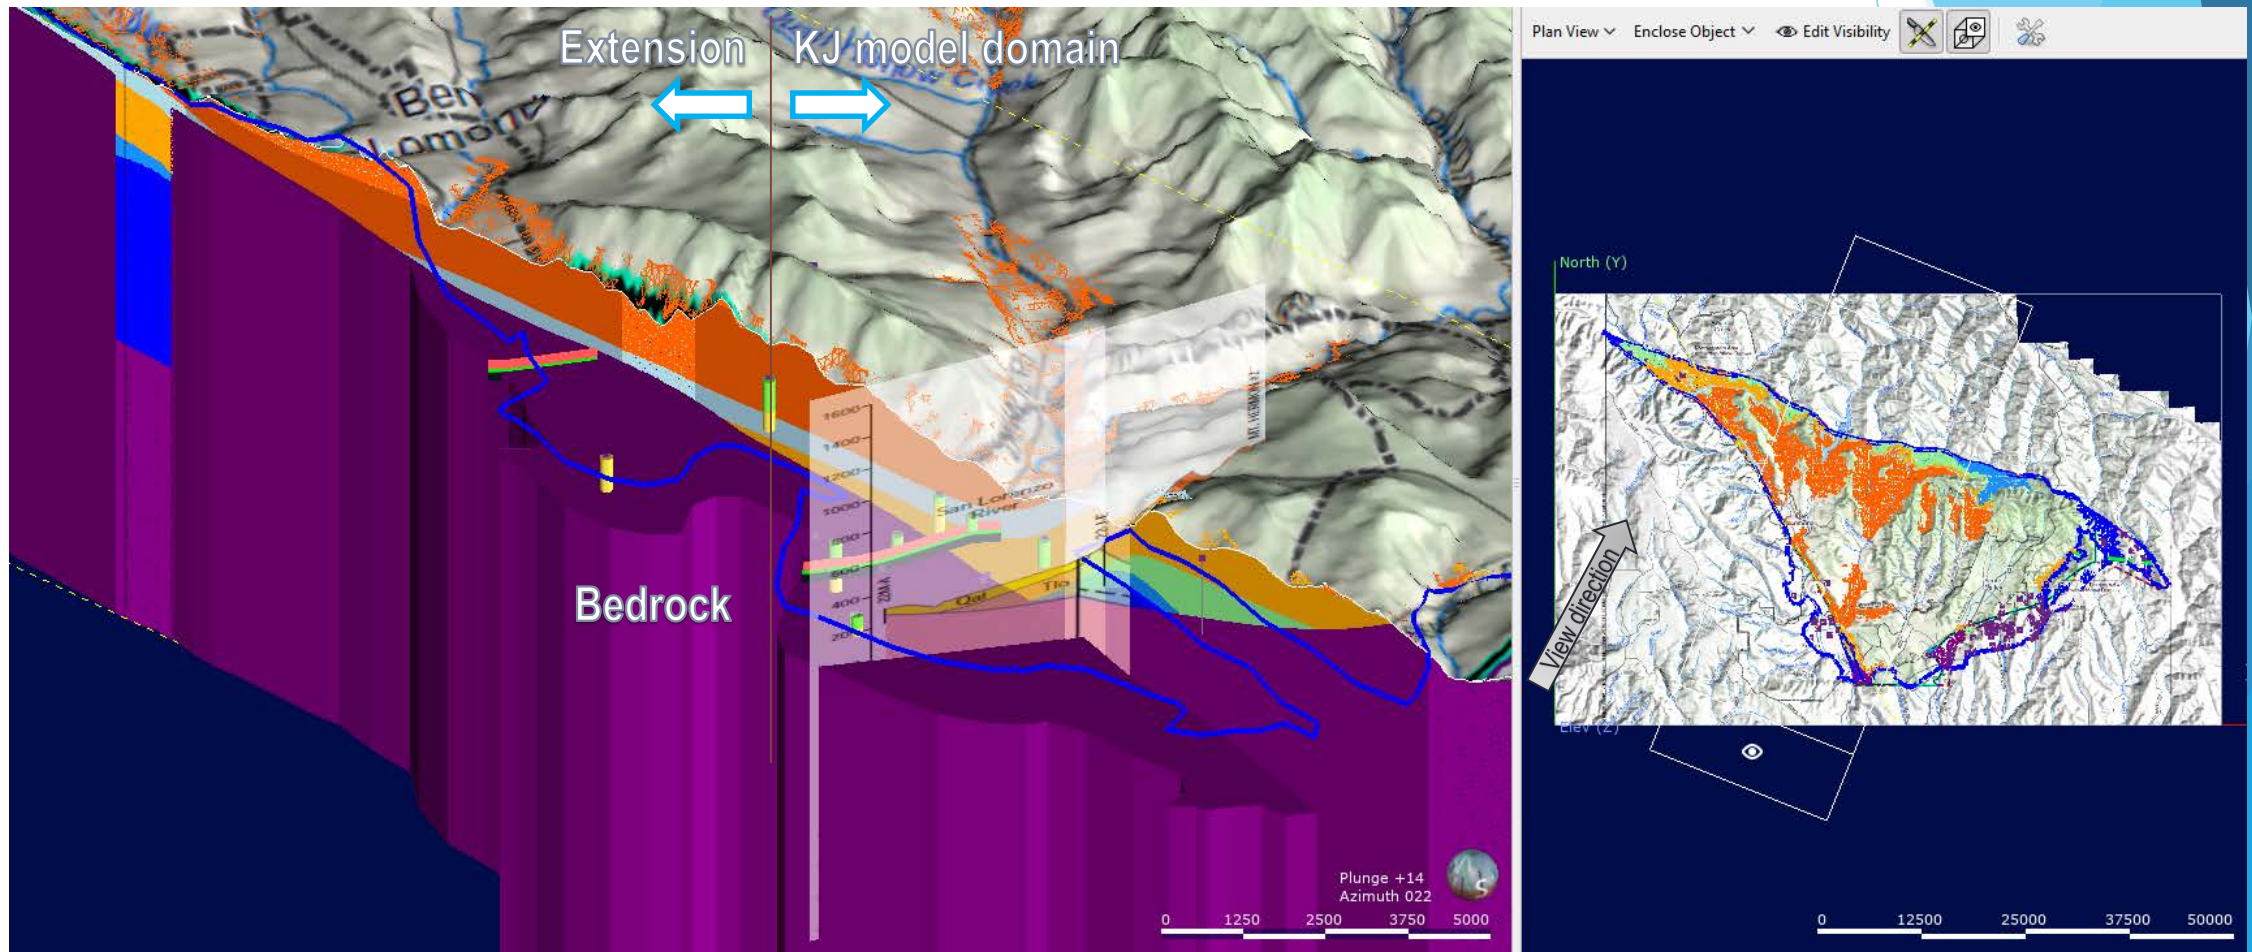 Extension
KJ model domain
Ben
Lomond
1600
1400
1200
1000
800
600
400
San Lorenzo
River
Qal
Tlo
22MA
Bedrock
Plunge +14
Azimuth 022
0 1250 2500 3750 5000
Plan View
Enclose Object
Edit Visibility
North (Y)
View direction
Elev (Z)
0 12500 25000 37500 50000